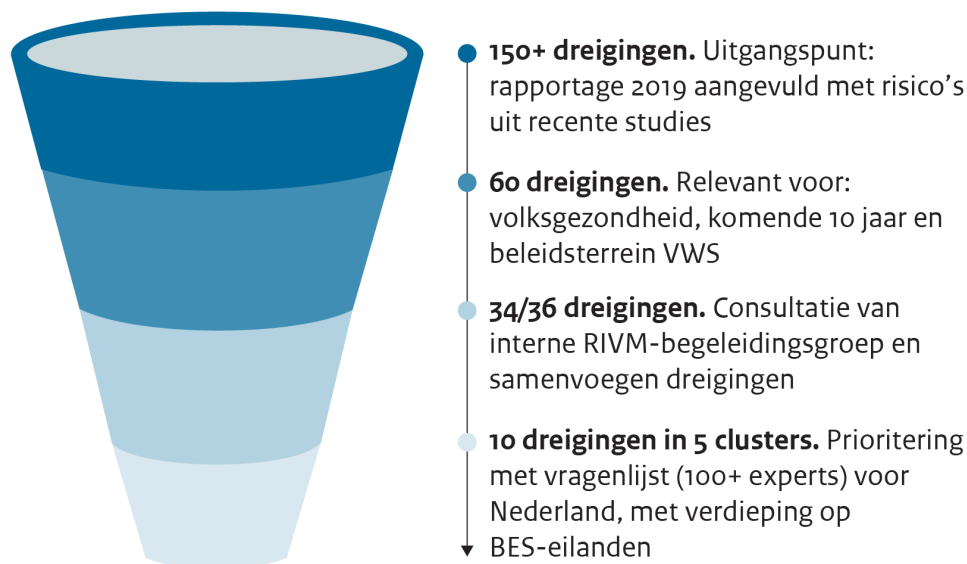 150+ dreigingen. Uitgangspunt:
rapportage 2019 aangevuld met risico’s
uit recente studies
60 dreigingen. Relevant voor:
volksgezondheid, komende 10 jaar en
beleidsterrein VWS
34/36 dreigingen. Consultatie van
interne RIVM-begeleidingsgroep en
samenvoegen dreigingen
10 dreigingen in 5 clusters. Prioritering
met vragenlijst (100+ experts) voor
Nederland, met verdieping op
BES-eilanden